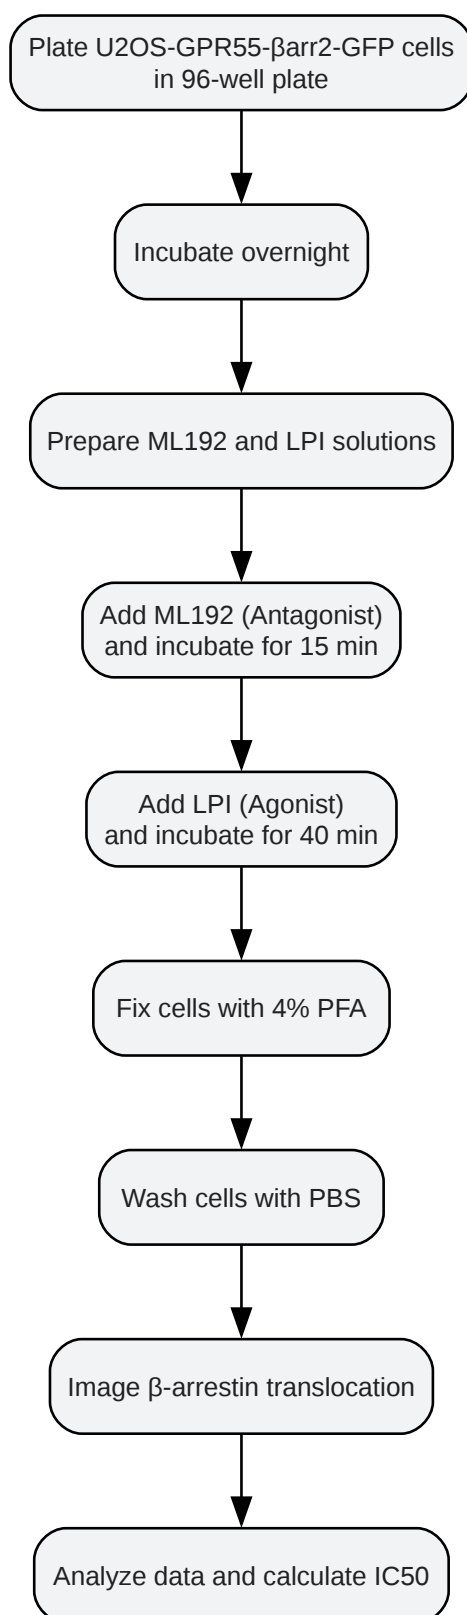 Plate U2OS-GPR55-βarr2-GFP cells
in 96-well plate
Incubate overnight
Prepare ML192 and LPI solutions
Add ML192 (Antagonist)
and incubate for 15 min
Add LPI (Agonist)
and incubate for 40 min
Fix cells with 4% PFA
Wash cells with PBS
Image β-arrestin translocation
Analyze data and calculate IC50